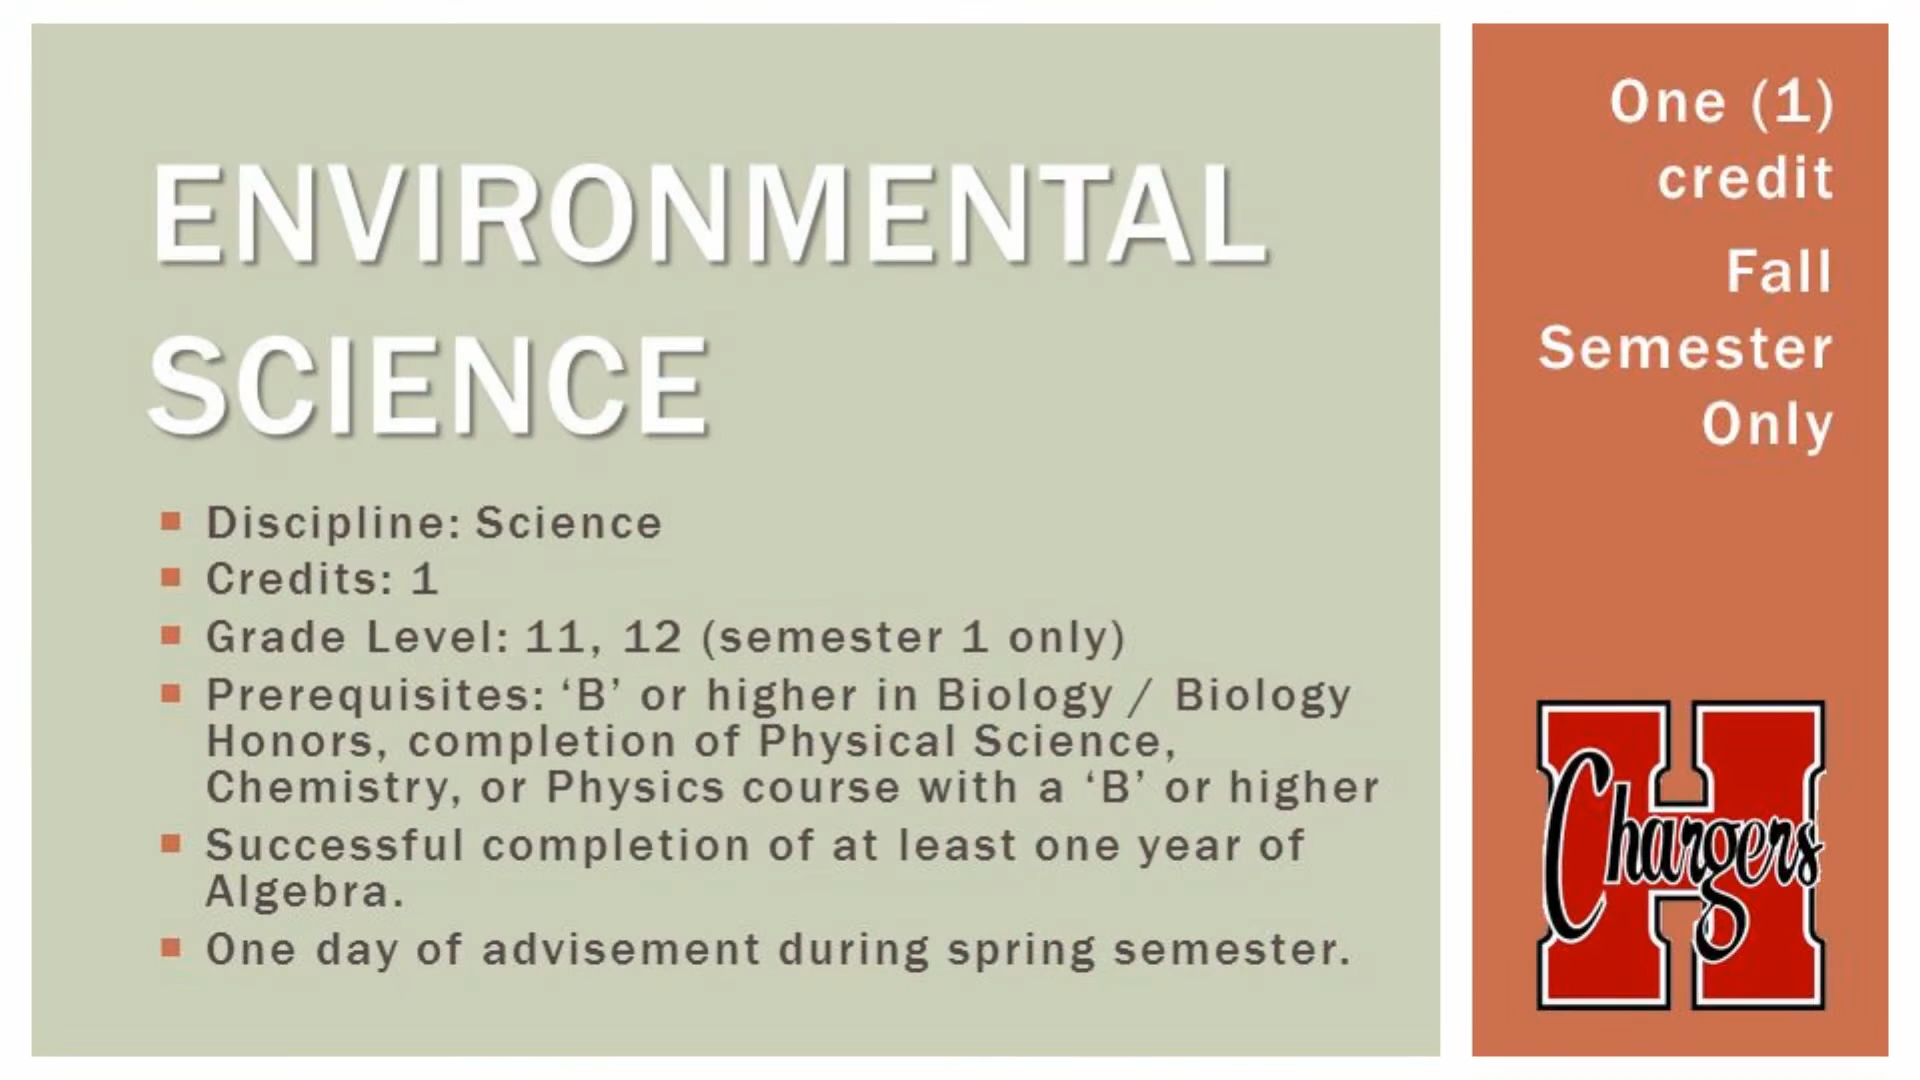 ENVIRONMENTAL
SCIENCE
Discipline: Science
Credits: 1
Grade Level: 11, 12 (semester 1 only)
Prerequisites: ‘B’ or higher in Biology / Biology
Honors, completion of Physical Science,
Chemistry, or Physics course with a ‘B’ or higher
Successful completion of at least one year of
Algebra.
One day of advisement during spring semester.
One (1)
credit
Fall
Semester
Only
H
Chargers